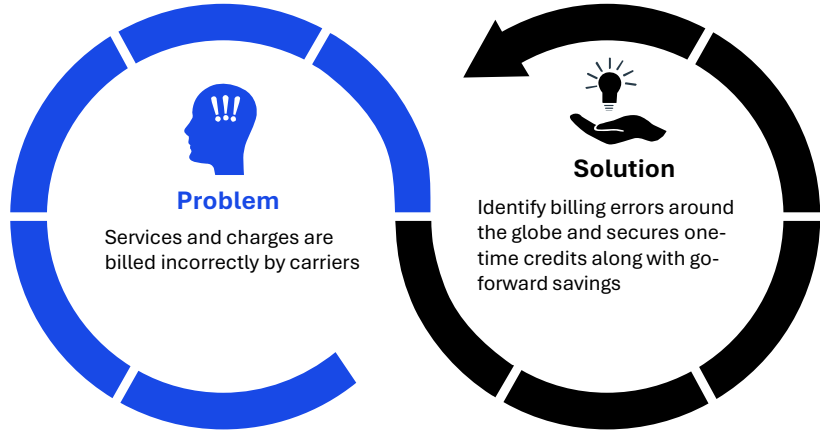 !!!
Problem
Services and charges are
billed incorrectly by carriers
Solution
Identify billing errors around
the globe and secures one-
time credits along with go-
forward savings